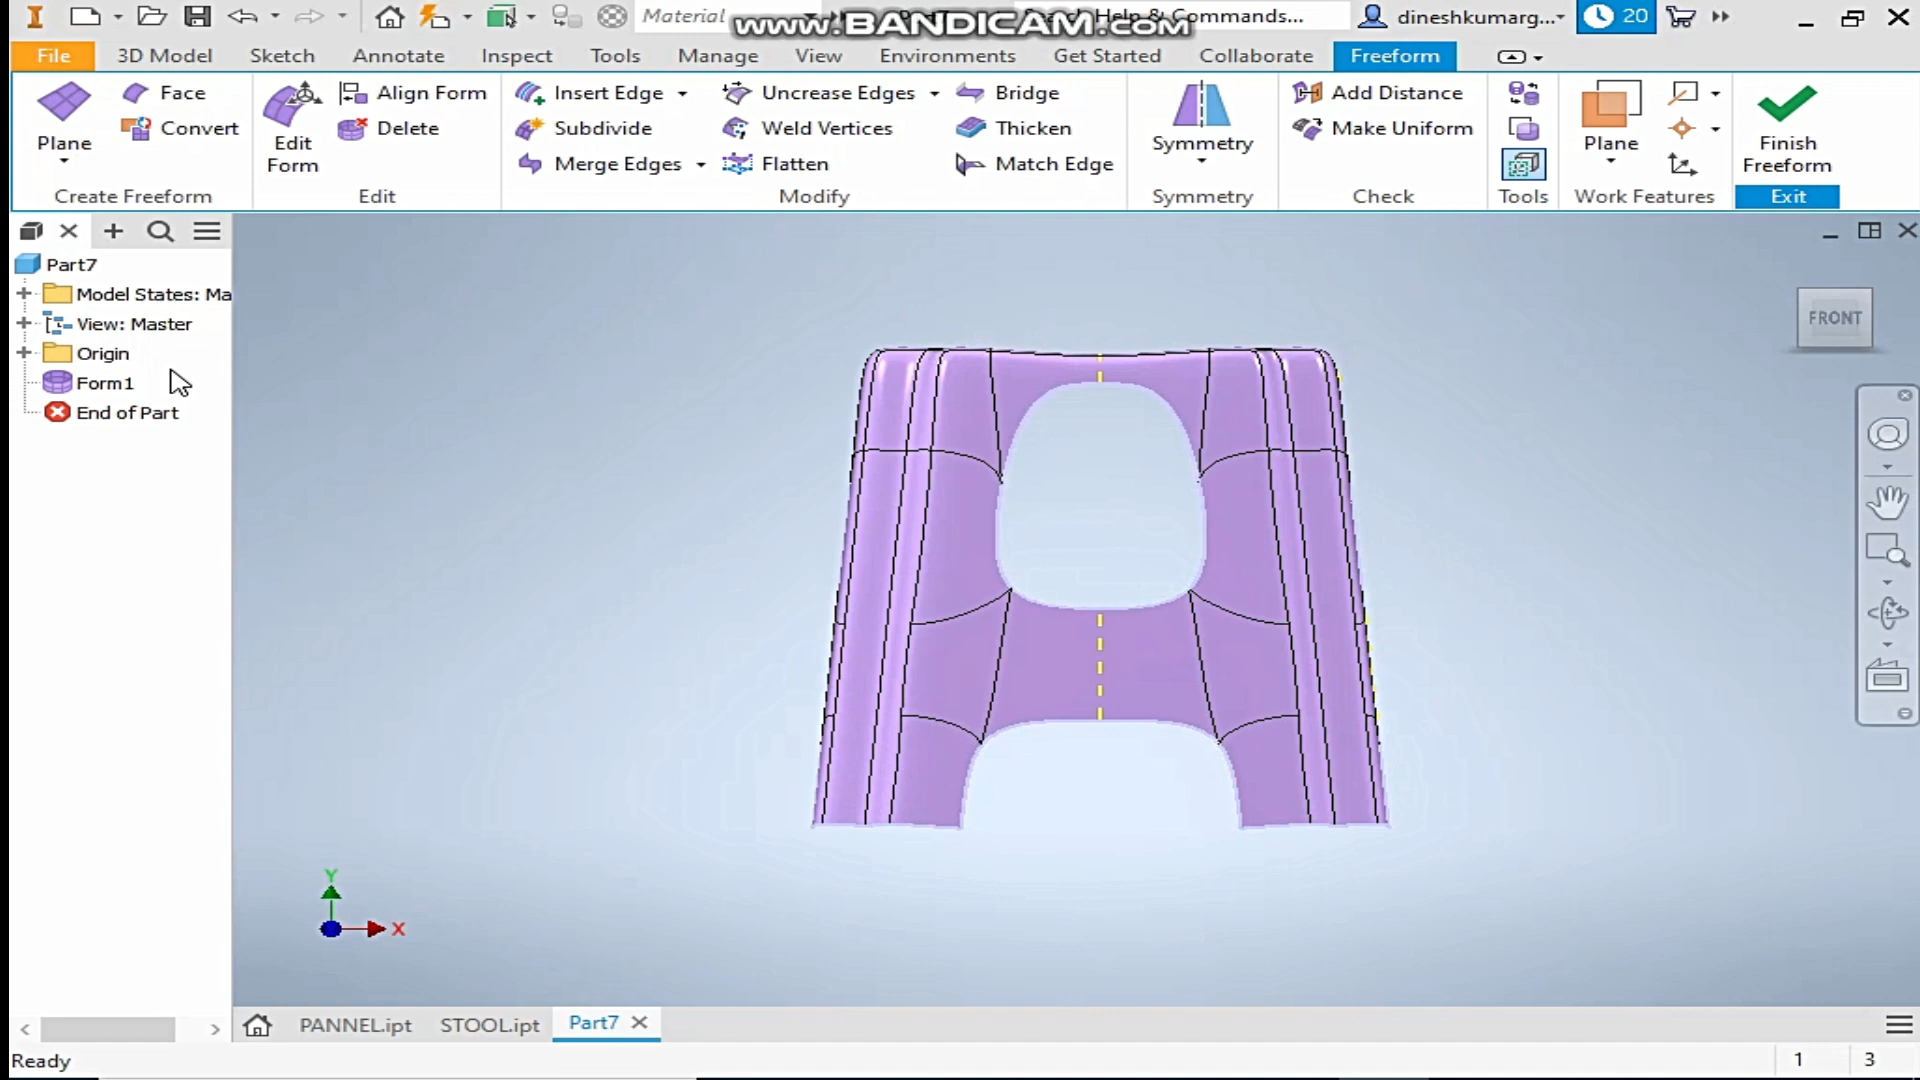 Material
www.BANDICAM.com
Search Help & Commands...
dineshkumarg...
20
File 3D Model Sketch Annotate Inspect Tools Manage View Environments Get Started Collaborate Freeform
Plane
Face
Convert
Create Freeform
Edit Form
Align Form
Delete
Edit
Insert Edge
Subdivide
Merge Edges
Uncrease Edges
Weld Vertices
Flatten
Bridge
Thicken
Match Edge
Modify
Symmetry
Symmetry
Add Distance
Make Uniform
Check
Tools
Plane
Work Features
Finish
Freeform
Exit
Part7
Model States: Ma
View: Master
Origin
Form1
End of Part
FRONT
Y
X
PANNEL.ipt STOOL.ipt Part7
Ready
1 3